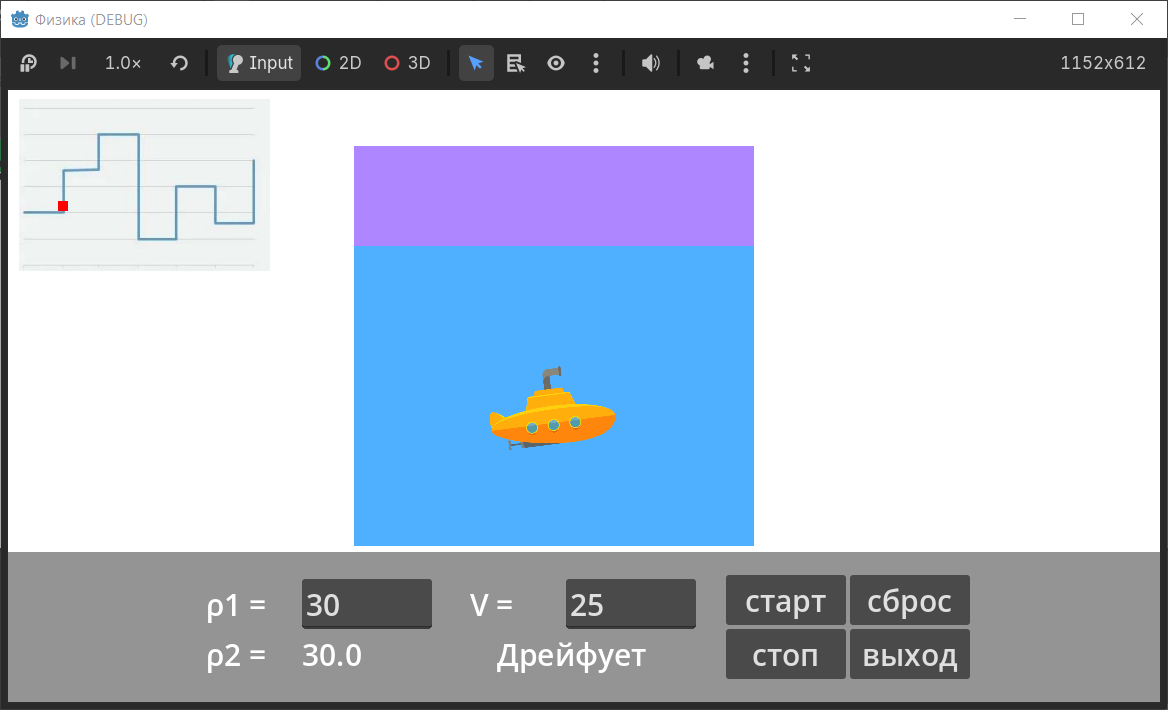 Физика (DEBUG)
1.0× Input 2D 3D 1152x612
ρ1 = 30 V = 25 старт сброс
ρ2 = 30.0 Дрейфует стоп выход